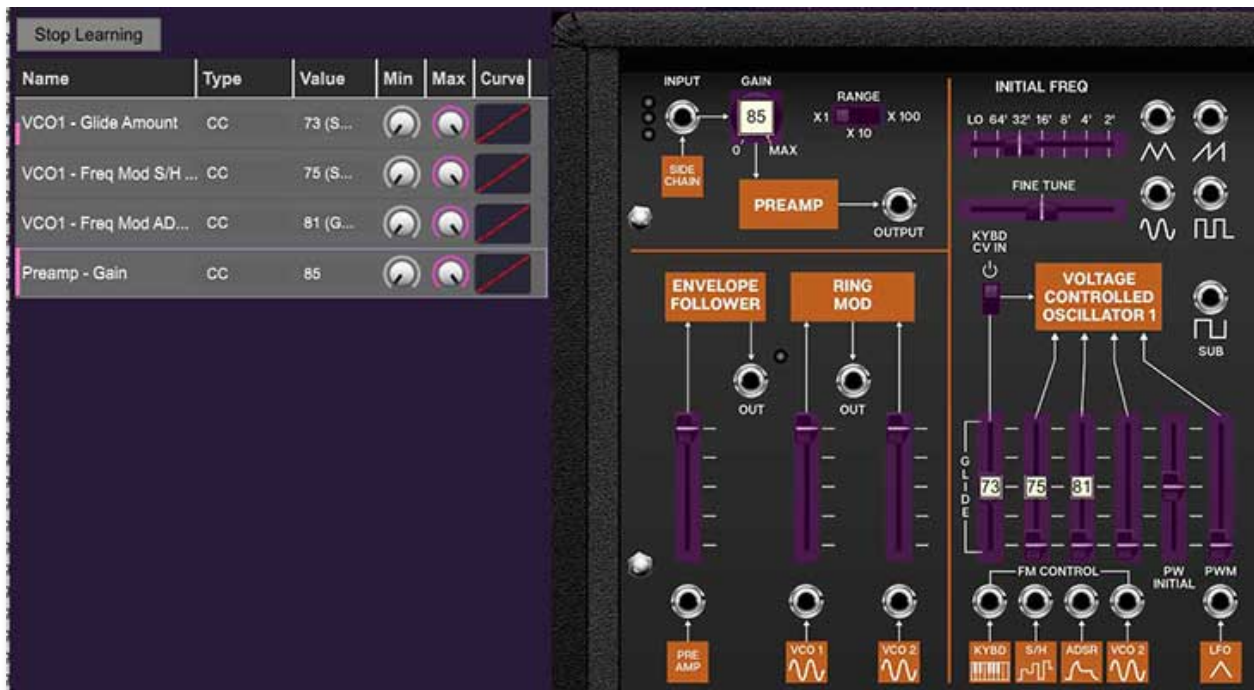 Stop Learning
Name Type Value Min Max Curve
VCO1 - Glide Amount CC 73 (S...
VCO1 - Freq Mod S/H ... CC 75 (S...
VCO1 - Freq Mod AD... CC 81 (G...
Preamp - Gain CC 85
INPUT GAIN
85
0 MAX
RANGE
X1 X 10 X 100
SIDE
CHAIN
PREAMP
OUTPUT
ENVELOPE
FOLLOWER
RING
MOD
OUT OUT
PRE
AMP
VCO 1
VCO 2
INITIAL FREQ
LO 64' 32' 16' 8' 4' 2'
FINE TUNE
KYBD
CV IN
VOLTAGE
CONTROLLED
OSCILLATOR 1
SUB
GLIDE
73 75 81
FM CONTROL
PW
INITIAL
PWM
KYBD S/H ADSR VCO 2 LFO